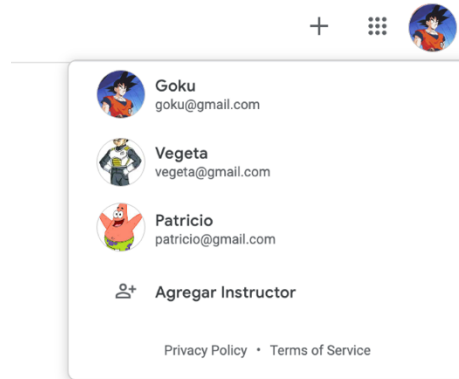 Goku
goku@gmail.com
Vegeta
vegeta@gmail.com
Patricio
patricio@gmail.com
Agregar Instructor
Privacy Policy • Terms of Service